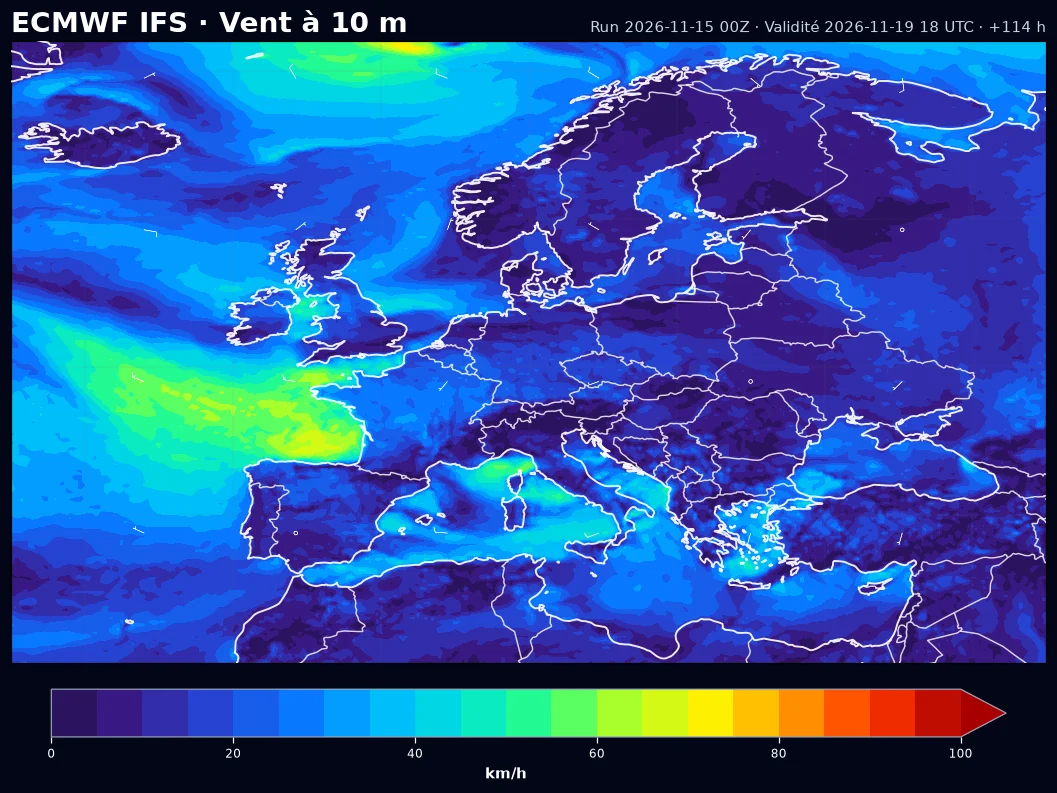 ECMWF IFS · Vent à 10 m
Run 2026-11-15 00Z · Validité 2026-11-19 18 UTC · +114 h
0 20 40 60 80 100
km/h